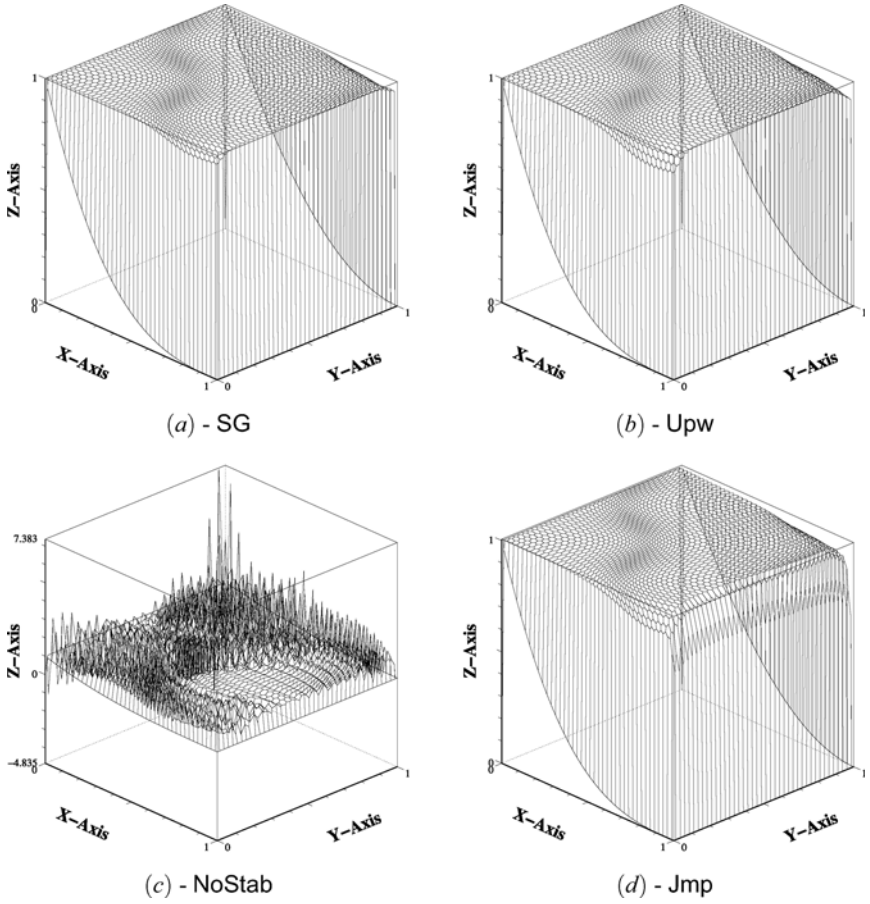 1
Z-Axis
0
0
X-Axis
1
0
Y-Axis
1
(a) - SG
1
Z-Axis
0
0
X-Axis
1
0
Y-Axis
1
(b) - Upw
7.383
Z-Axis
0
-4.835
0
X-Axis
1
0
Y-Axis
1
(c) - NoStab
1
Z-Axis
0
0
X-Axis
1
0
Y-Axis
1
(d) - Jmp